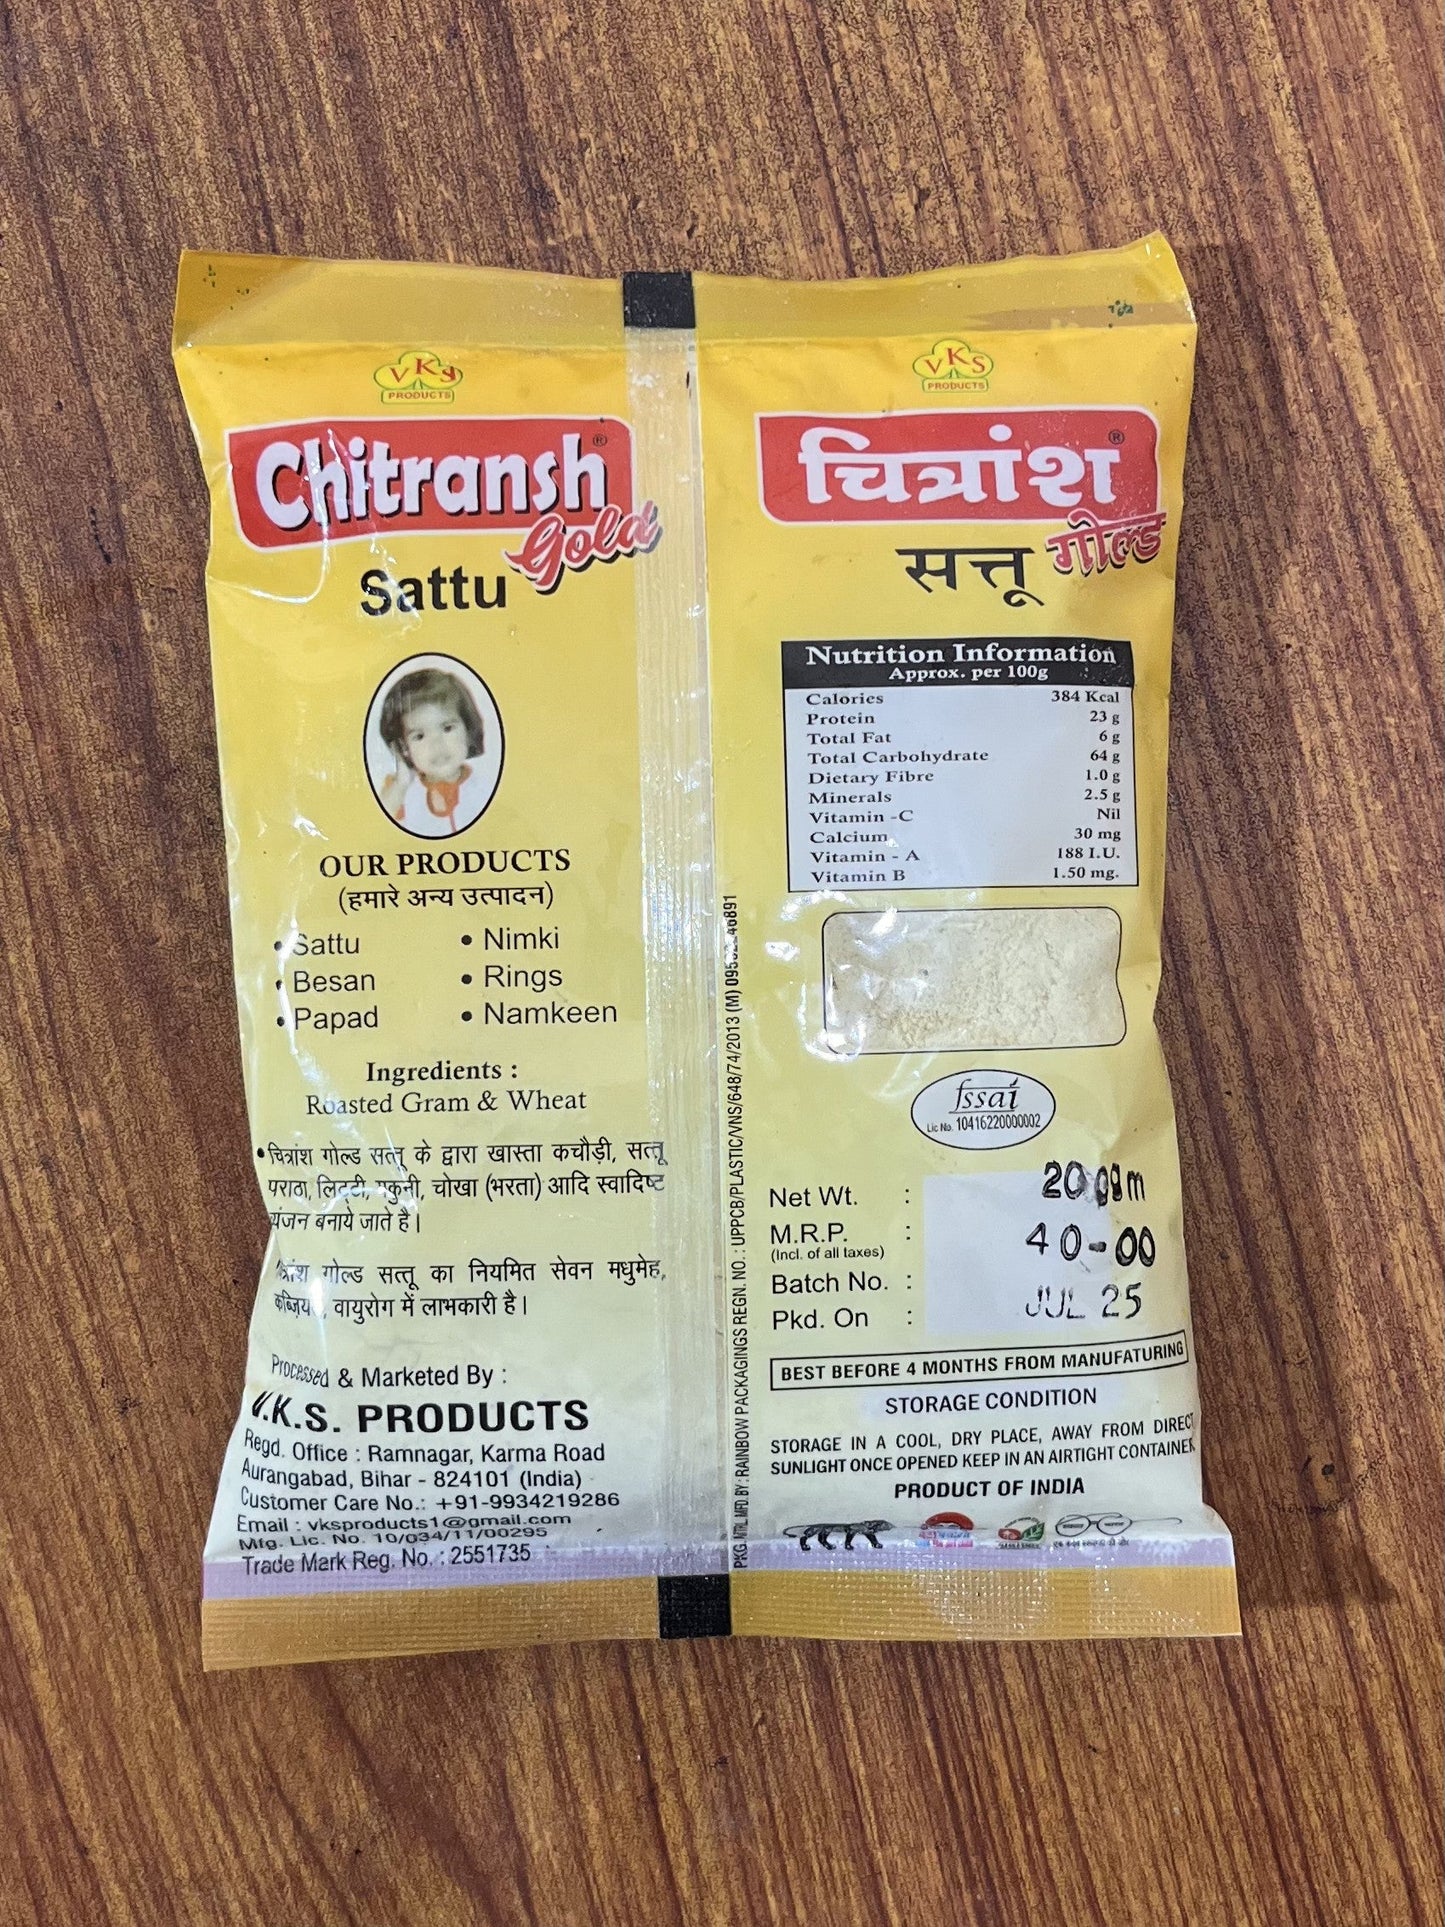 VKS
PRODUCTS
Chitransh®
Gold
Sattu
OUR PRODUCTS
(हमारे अन्य उत्पादन)
• Sattu
• Besan
• Papad
• Nimki
• Rings
• Namkeen
Ingredients :
Roasted Gram & Wheat
• चित्रांश गोल्ड सत्तू के द्वारा खास्ता कचौड़ी, सत्तू
पराठा, लिट्टी, मकुनी, चोखा (भरता) आदि स्वादिष्ट
व्यंजन बनाये जाते है।
गोल्ड सत्तू का नियमित सेवन मधुमेह,
वायुरोग में लाभकारी है।
Processed & Marketed By :
V.K.S. PRODUCTS
Regd. Office : Ramnagar, Karma Road
Aurangabad, Bihar - 824101 (India)
Customer Care No.: +91-9934219286
Email : vksproducts1@gmail.com
Mfg. Lic. No. 10/034/11/00295
Trade Mark Reg. No. : 2551735
PKG. MTRL. MFD. BY : RAINBOW PACKAGINGS REGN. NO. : UPPCB/PLASTIC/VNS/648/74/2013 (M)
VKS
PRODUCTS
चित्रांश®
गोल्ड
सत्तू
Nutrition Information
Approx. per 100g
Calories 384 Kcal
Protein 23 g
Total Fat 6 g
Total Carbohydrate 64 g
Dietary Fibre 1.0 g
Minerals 2.5 g
Vitamin -C Nil
Calcium 30 mg
Vitamin - A 188 I.U.
Vitamin B 1.50 mg.
fssai
Lic No. 10416220000002
Net Wt. : 200gm
M.R.P. : 40-00
(Incl. of all taxes)
Batch No. :
Pkd. On : JUL 25
BEST BEFORE 4 MONTHS FROM MANUFATURING
STORAGE CONDITION
STORAGE IN A COOL, DRY PLACE, AWAY FROM DIRECT
SUNLIGHT ONCE OPENED KEEP IN AN AIRTIGHT CONTAINER
PRODUCT OF INDIA